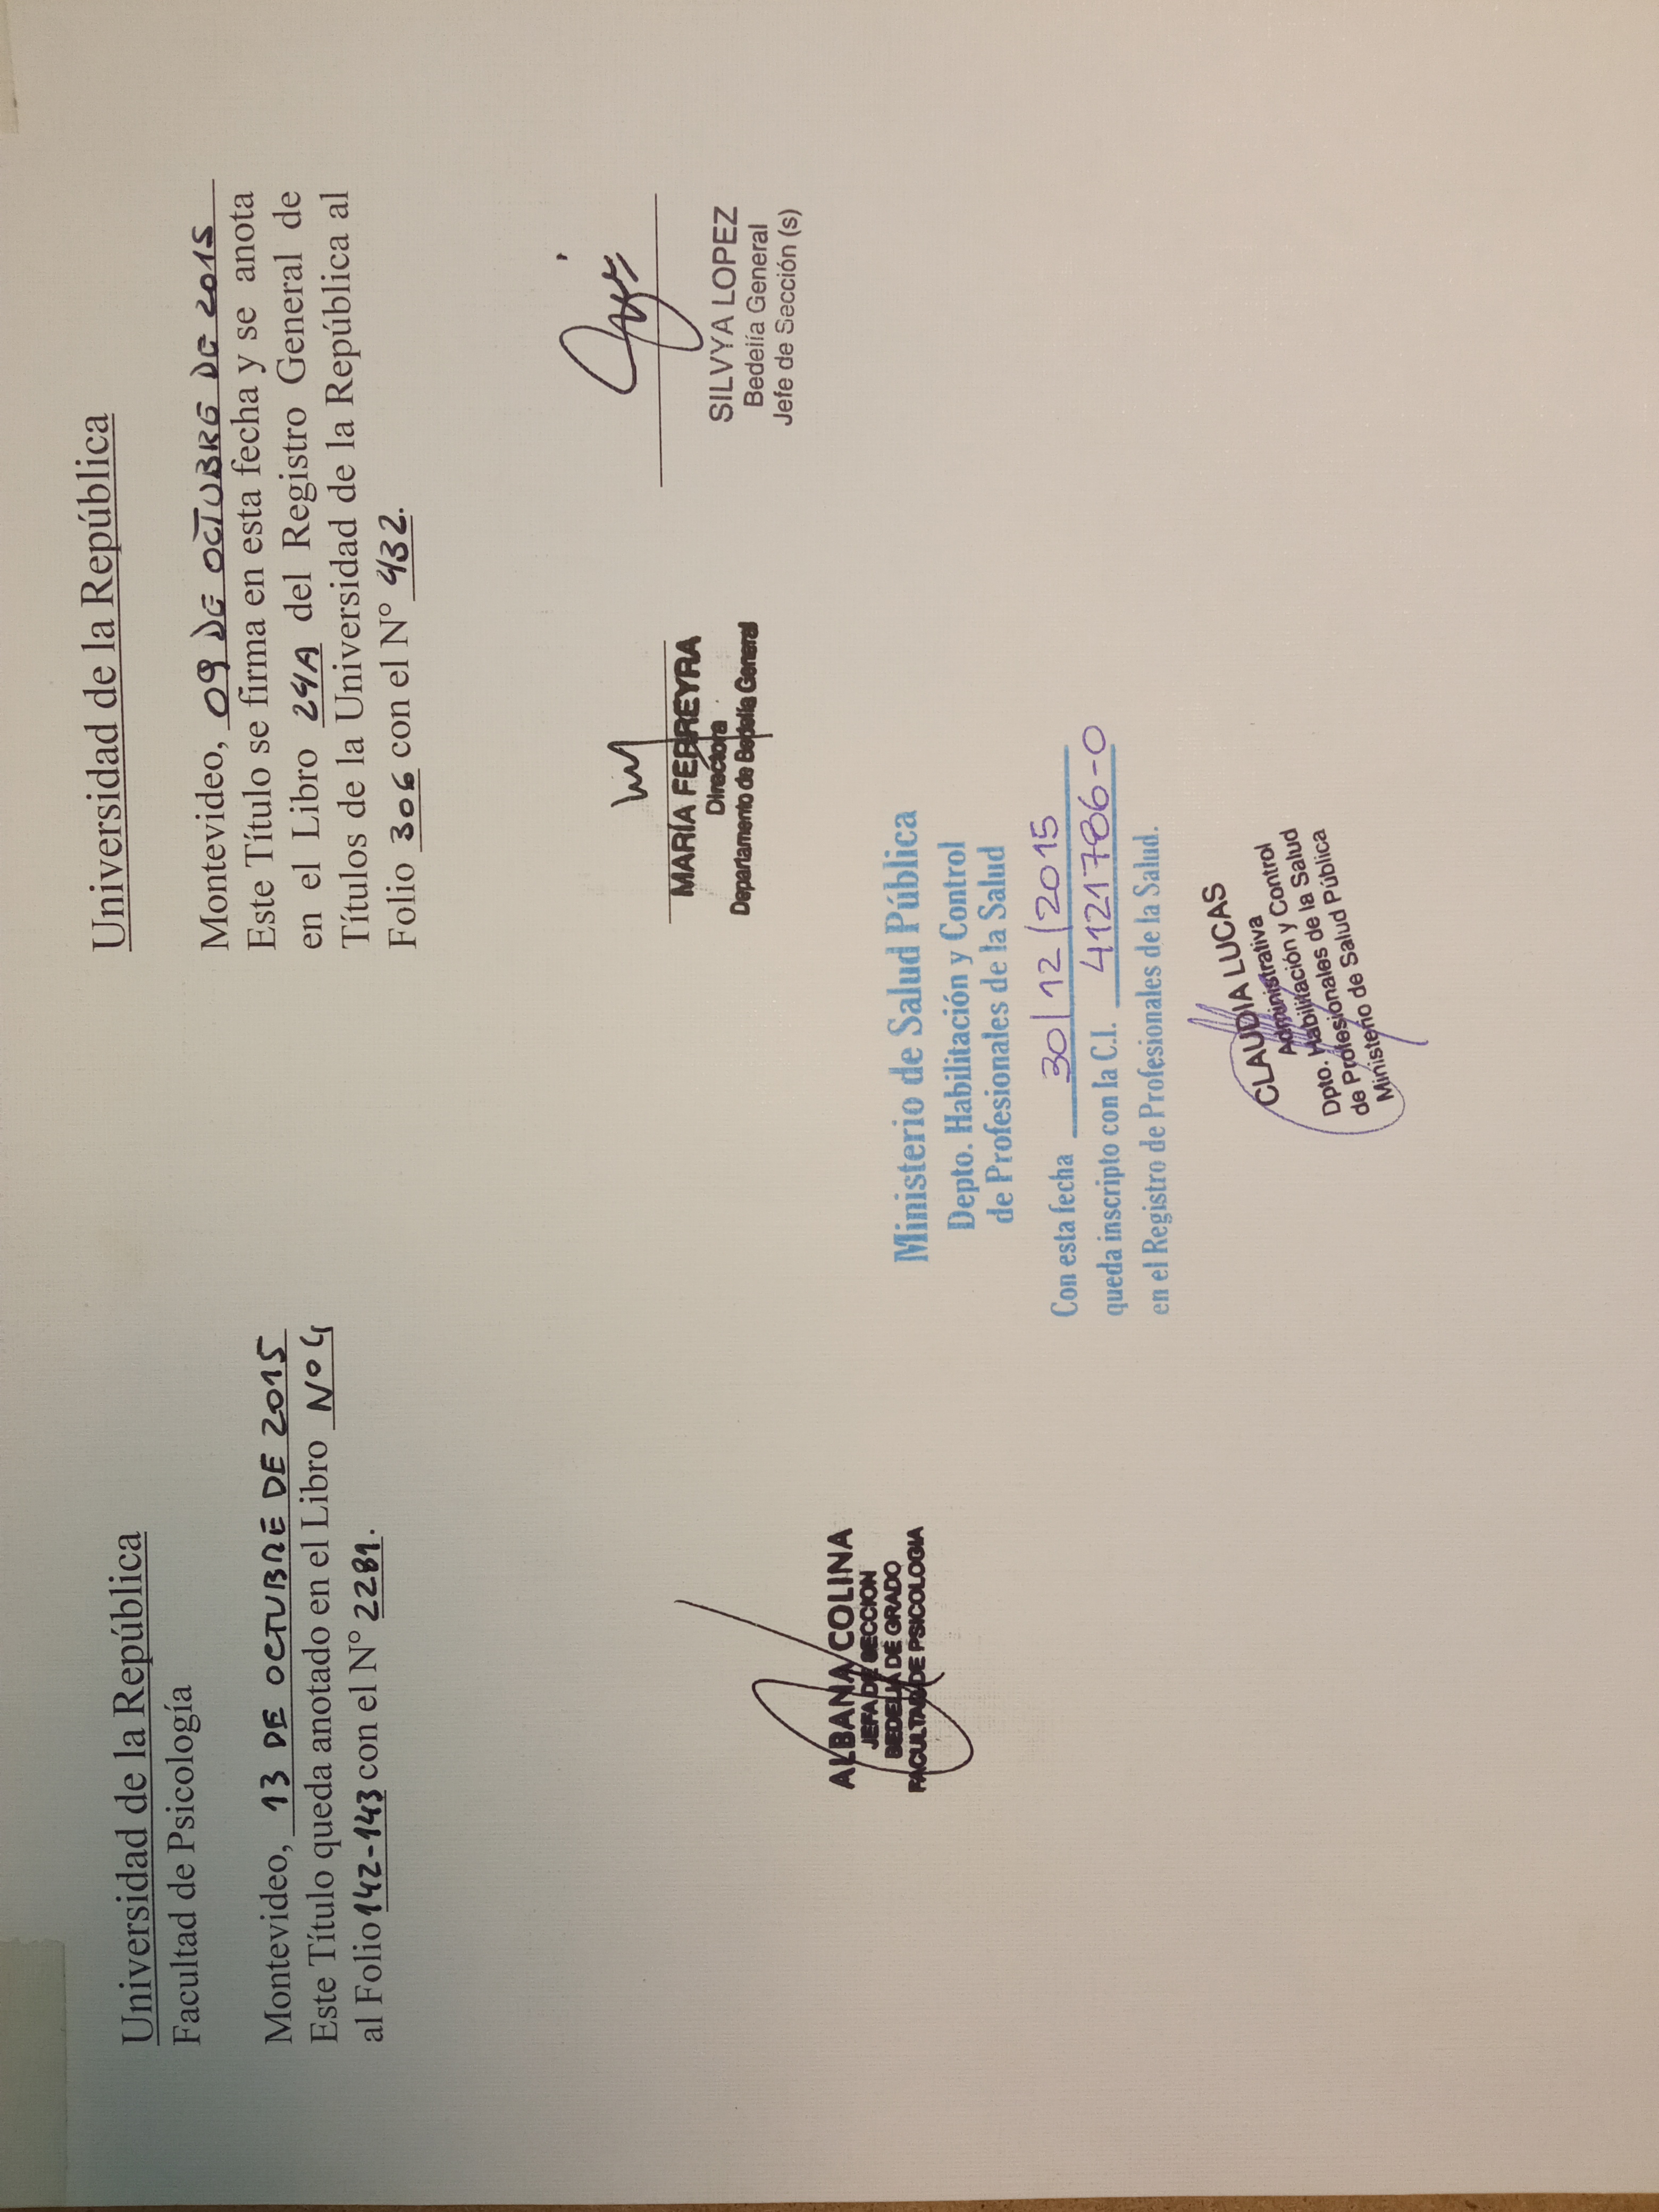 Universidad de la República
Facultad de Psicología
Montevideo, 13 DE OCTUBRE DE 2015
Este Título queda anotado en el Libro Nº 4
al Folio 142-143 con el Nº 2281.
ALBANA COLINA
JEFA DE SECCION
BEDELIA DE GRADO
FACULTAD DE PSICOLOGIA
Universidad de la República
Montevideo, 09 DE OCTUBRE DE 2015
Este Título se firma en esta fecha y se anota
en el Libro 24A del Registro General de
Títulos de la Universidad de la República al
Folio 306 con el Nº 432.
MARÍA FERREYRA
Directora
Departamento de Bedelía General
SILVYA LOPEZ
Bedelía General
Jefe de Sección (s)
Ministerio de Salud Pública
Depto. Habilitación y Control
de Profesionales de la Salud
Con esta fecha 30/12/2015
queda inscripto con la C.I. 4121786-0
en el Registro de Profesionales de la Salud.
CLAUDIA LUCAS
Administrativa
Dpto. Habilitación y Control
de Profesionales de la Salud
Ministerio de Salud Pública